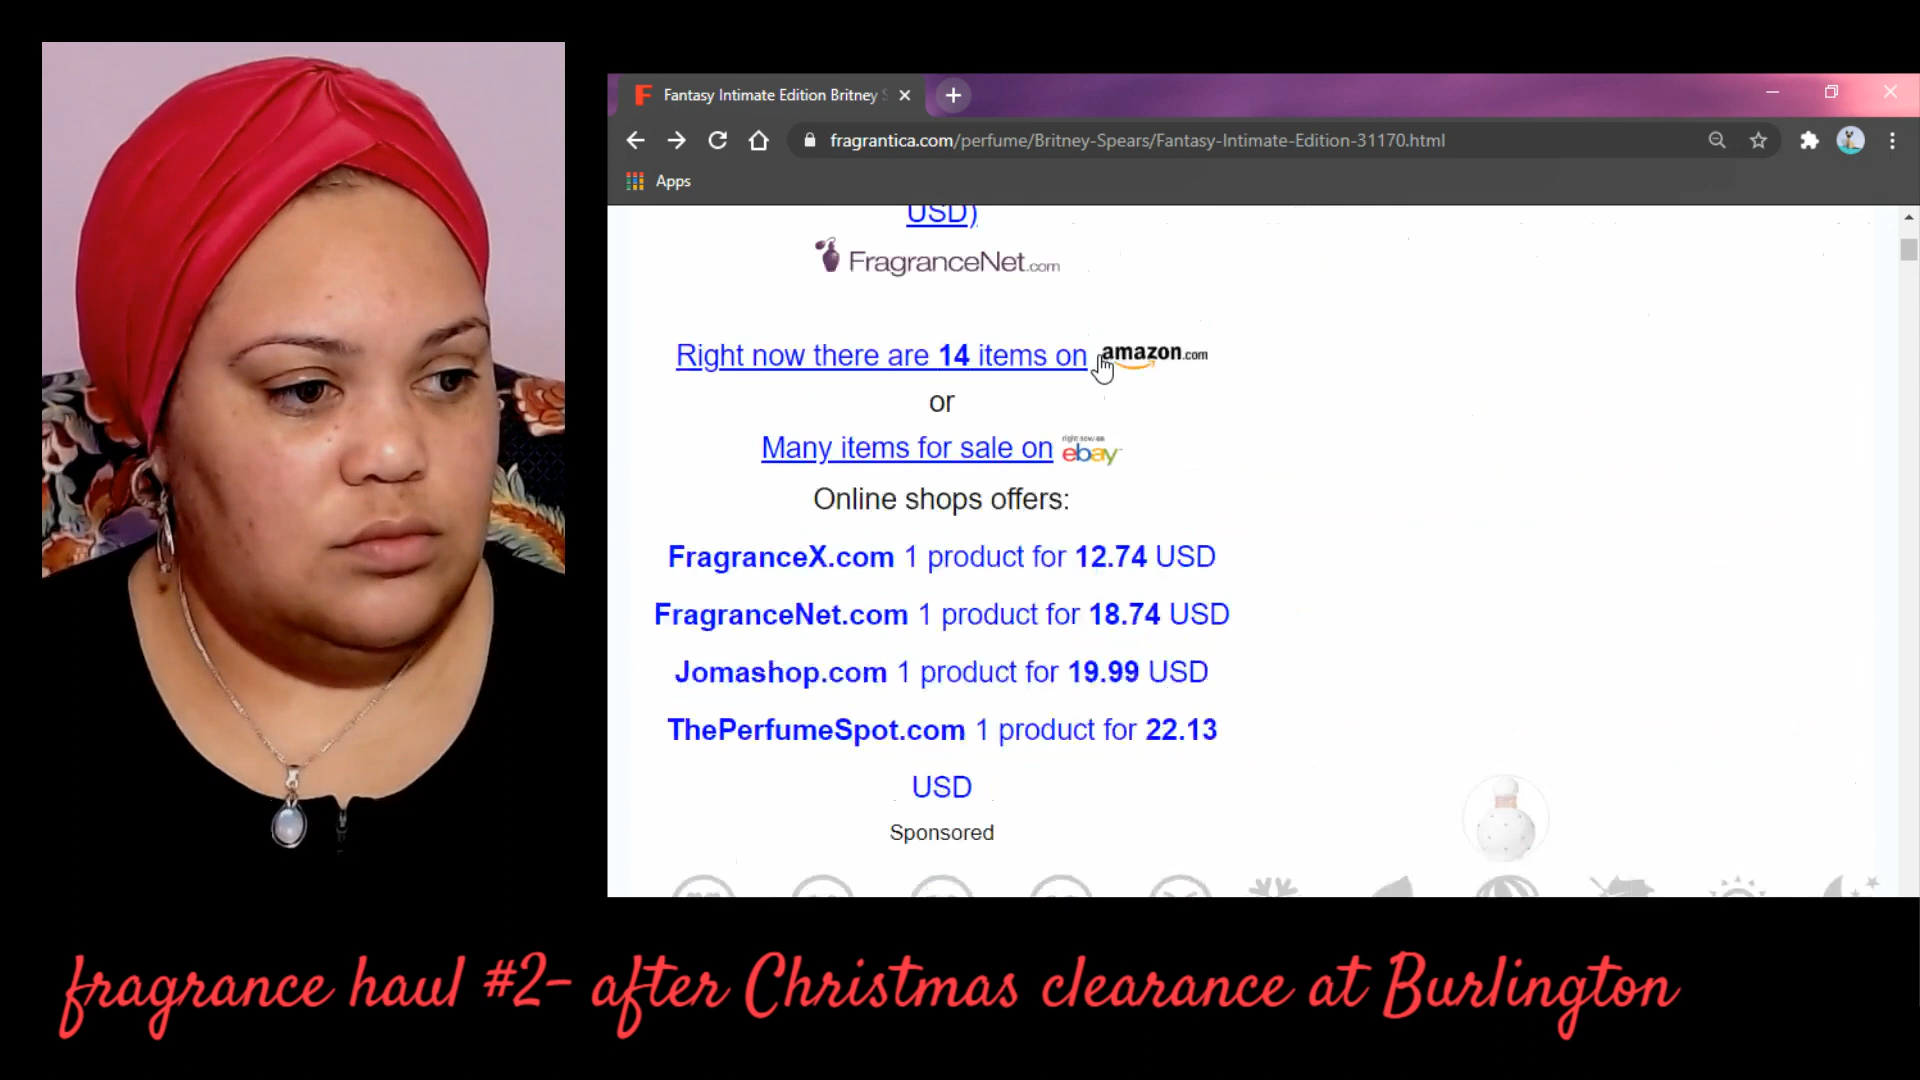 Fantasy Intimate Edition Britney S
fragrantica.com/perfume/Britney-Spears/Fantasy-Intimate-Edition-31170.html
Apps
USD)
FragranceNet.com
Right now there are 14 items on amazon.com
or
Many items for sale on right now on ebay
Online shops offers:
FragranceX.com 1 product for 12.74 USD
FragranceNet.com 1 product for 18.74 USD
Jomashop.com 1 product for 19.99 USD
ThePerfumeSpot.com 1 product for 22.13
USD
Sponsored
fragrance haul #2- after Christmas clearance at Burlington